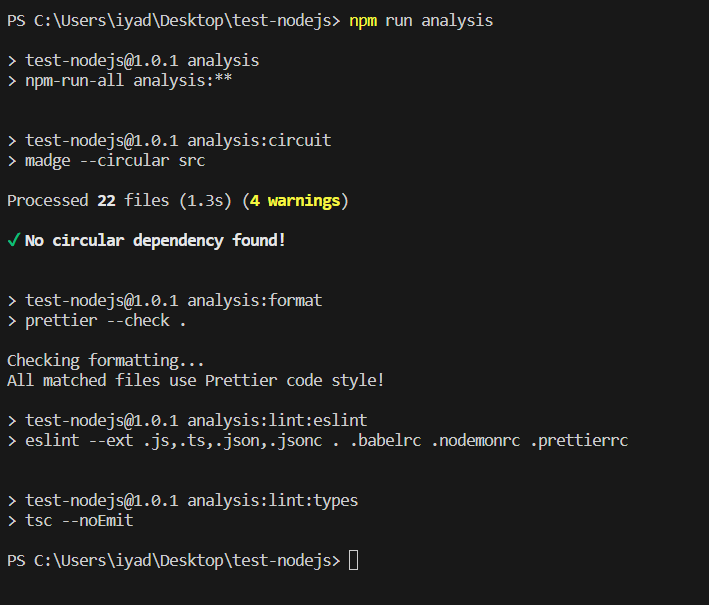 PS C:\Users\iyad\Desktop\test-nodejs> npm run analysis
> test-nodejs@1.0.1 analysis
> npm-run-all analysis:**
> test-nodejs@1.0.1 analysis:circuit
> madge --circular src
Processed 22 files (1.3s) (4 warnings)
✔ No circular dependency found!
> test-nodejs@1.0.1 analysis:format
> prettier --check .
Checking formatting...
All matched files use Prettier code style!
> test-nodejs@1.0.1 analysis:lint:eslint
> eslint --ext .js,.ts,.json,.jsonc . .babelrc .nodemonrc .prettierrc
> test-nodejs@1.0.1 analysis:lint:types
> tsc --noEmit
PS C:\Users\iyad\Desktop\test-nodejs>